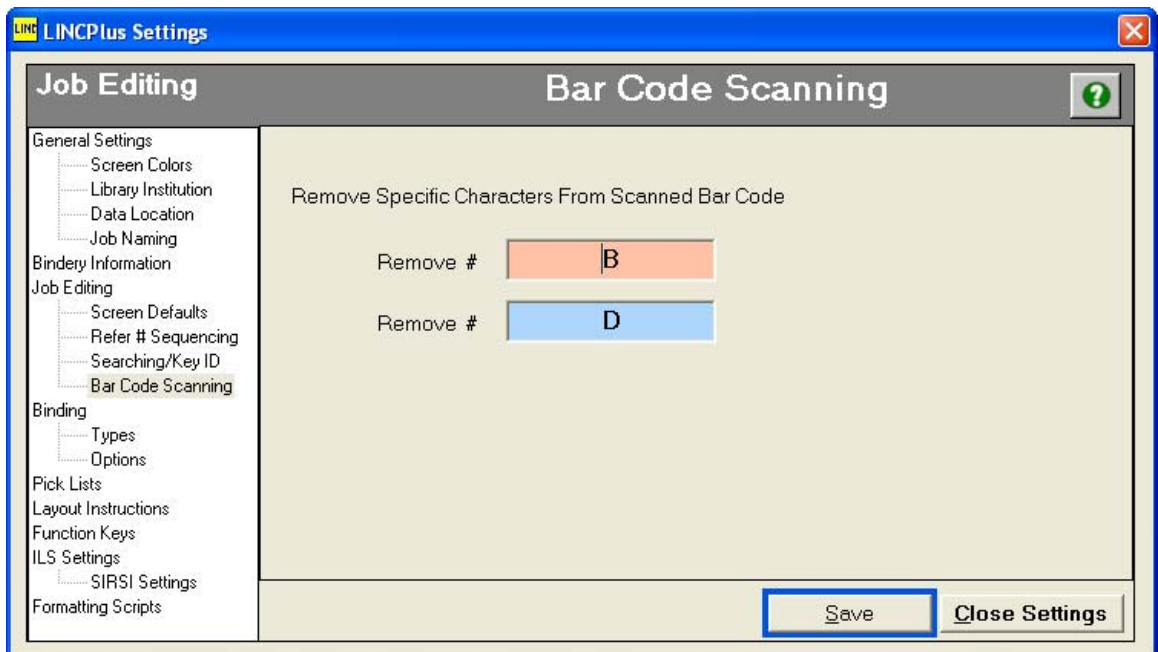 LINC LINCPlus Settings
Job Editing
Bar Code Scanning
?
General Settings
Screen Colors
Library Institution
Data Location
Job Naming
Bindery Information
Job Editing
Screen Defaults
Refer # Sequencing
Searching/Key ID
Bar Code Scanning
Binding
Types
Options
Pick Lists
Layout Instructions
Function Keys
ILS Settings
SIRSI Settings
Formatting Scripts
Remove Specific Characters From Scanned Bar Code
Remove # B
Remove # D
Save
Close Settings